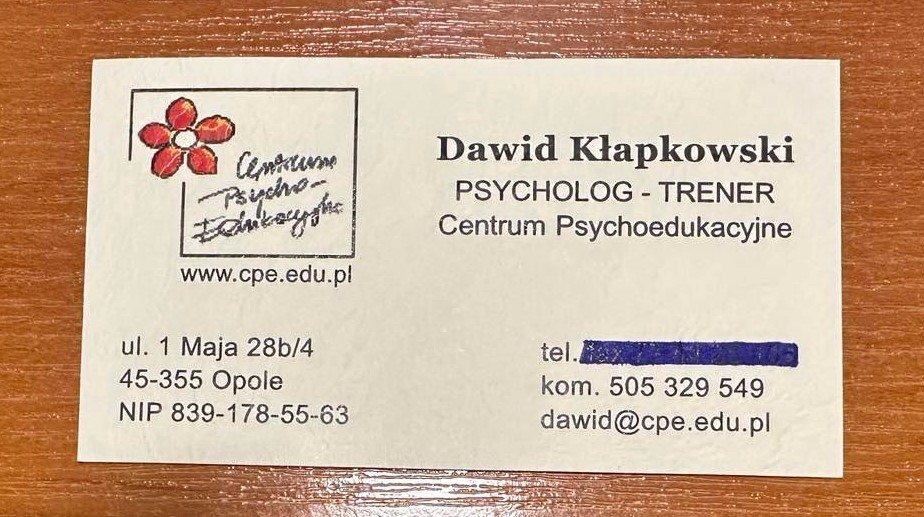 Centrum
Psycho-
Edukacyjne
www.cpe.edu.pl
Dawid Kłapkowski
PSYCHOLOG - TRENER
Centrum Psychoedukacyjne
ul. 1 Maja 28b/4
45-355 Opole
NIP 839-178-55-63
tel.
kom. 505 329 549
dawid@cpe.edu.pl